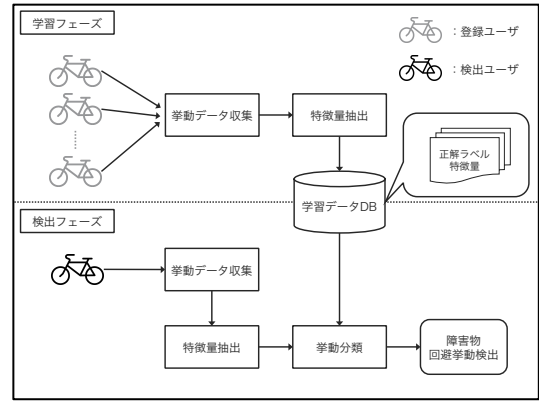 学習フェーズ
：登録ユーザ
：検出ユーザ
挙動データ収集
特徴量抽出
正解ラベル
特徴量
学習データDB
検出フェーズ
挙動データ収集
特徴量抽出
挙動分類
障害物
回避挙動検出